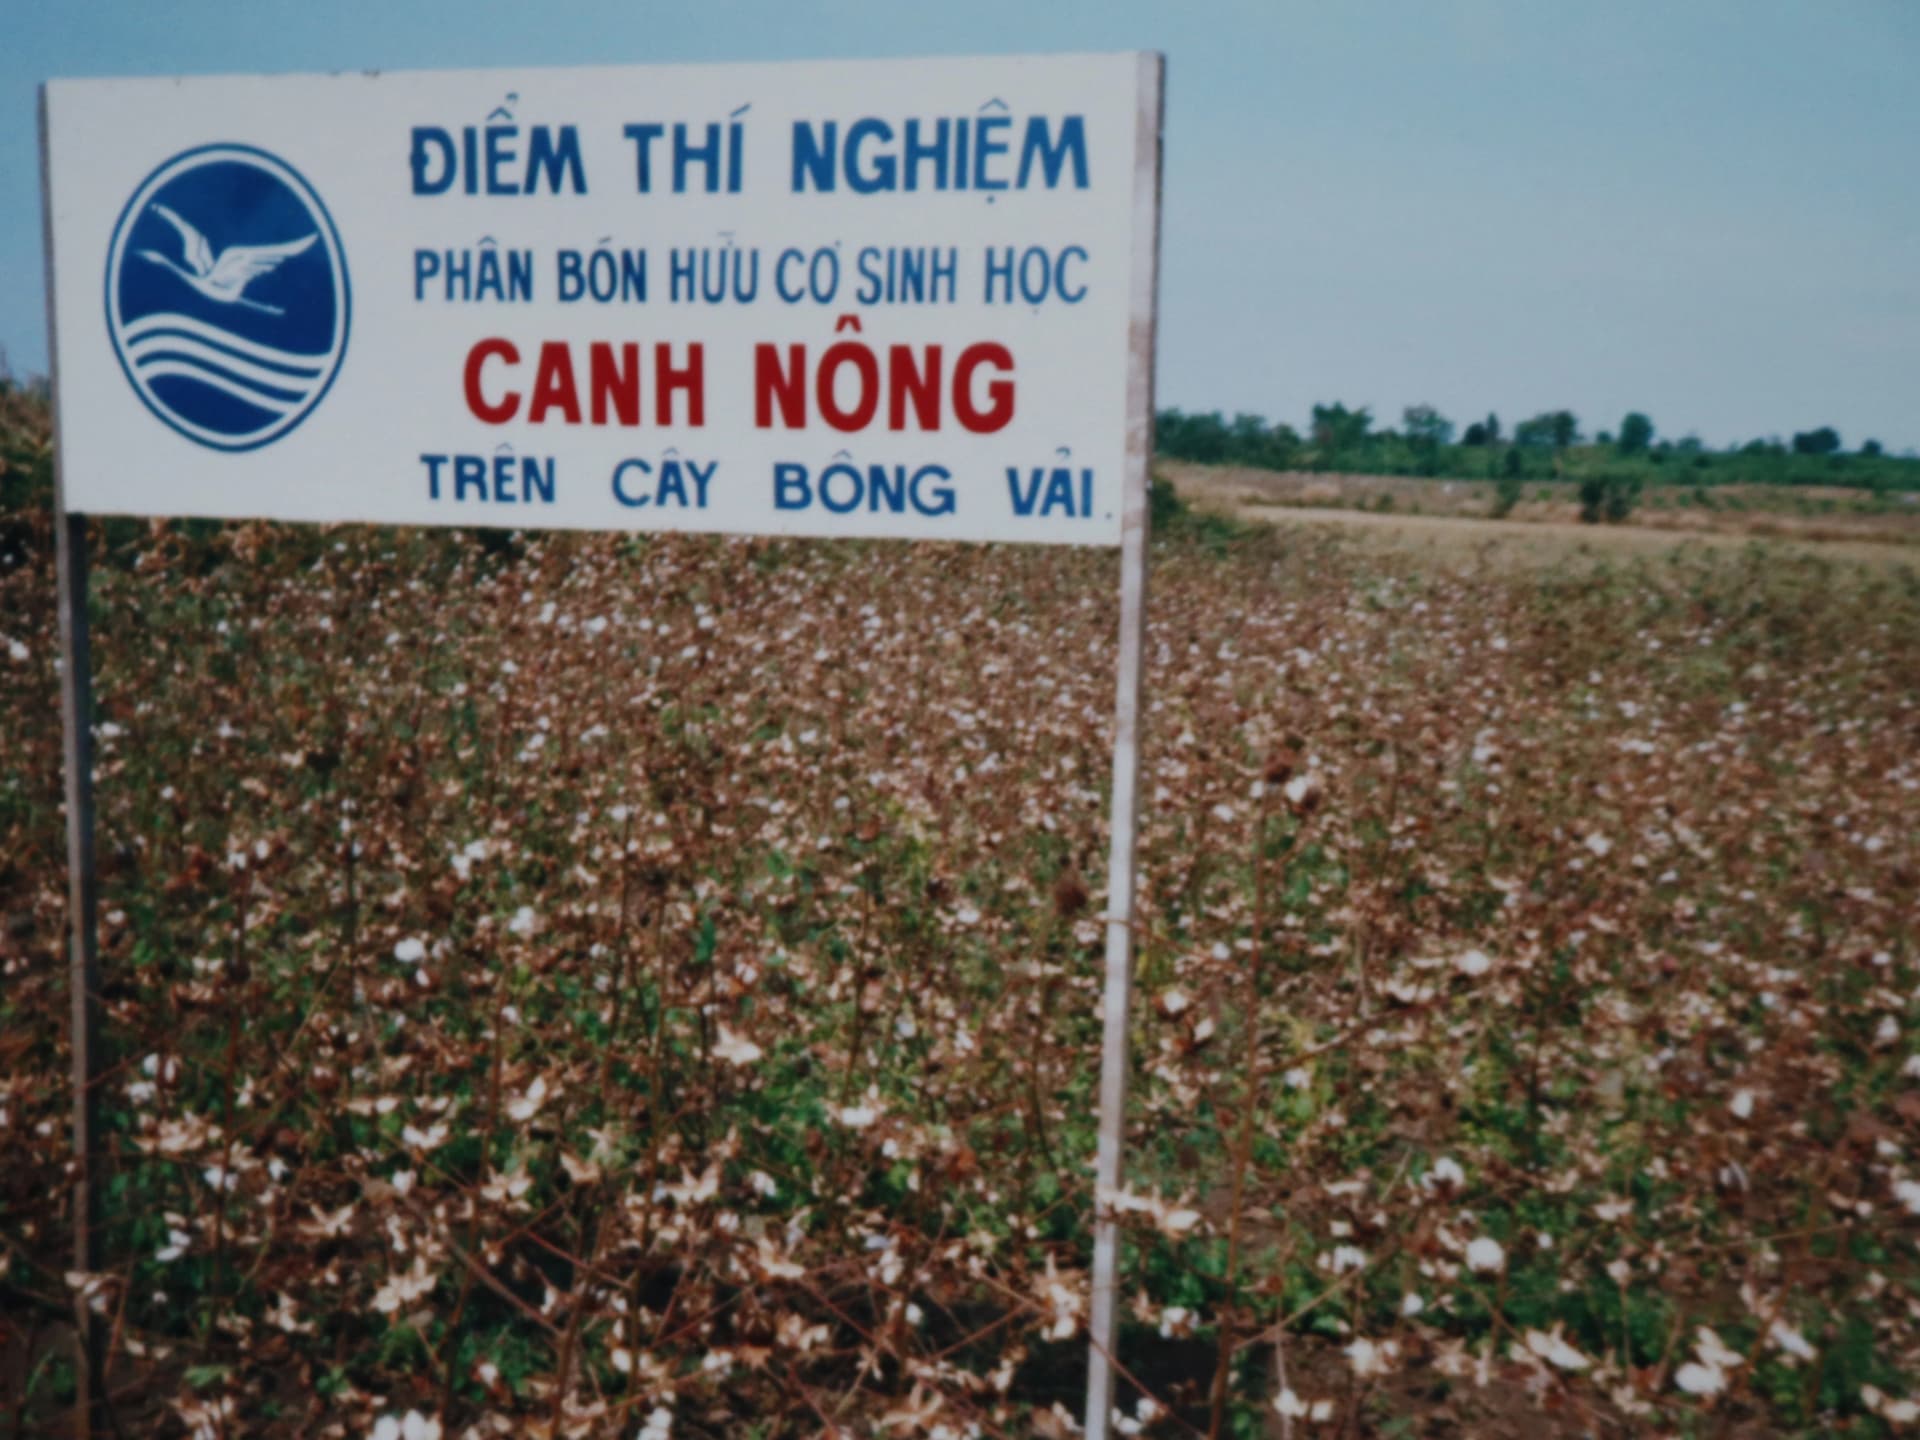 ĐIỂM THÍ NGHIỆM
PHÂN BÓN HỮU CƠ SINH HỌC
CANH NÔNG
TRÊN CÂY BÔNG VẢI.